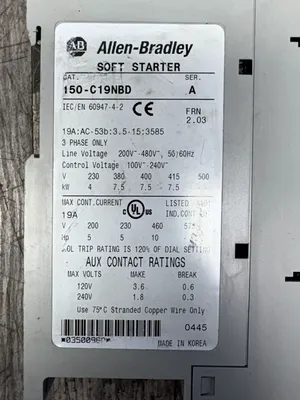 AB
Allen-Bradley
SOFT STARTER
CAT. SER.
150-C19NBD A
IEC/EN 60947-4-2 CE FRN
2.03
19A:AC-53b:3.5-15:3585
3 PHASE ONLY
Line Voltage 200V~-480V~, 50/60Hz
Control Voltage 100V~-240V~
V 230 380 400 415 500
kW 4 7.5 7.5 7.5
MAX CONT.CURRENT LISTED
19A UL US IND.CONT.
V 200 230 460
Hp 5 5 10
OL TRIP RATING IS 120% OF DIAL SETTING
AUX CONTACT RATINGS
MAX VOLTS MAKE BREAK
120V 3.6 0.6
240V 1.8 0.3
Use 75°C Stranded Copper Wire Only
0445
MADE IN KOREA